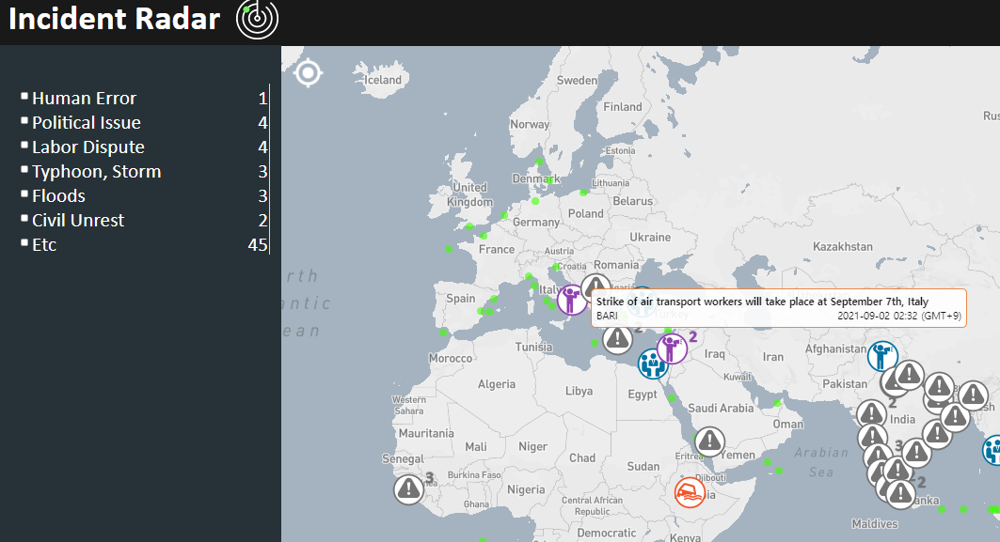 Incident Radar
Human Error 1
Political Issue 4
Labor Dispute 4
Typhoon, Storm 3
Floods 3
Civil Unrest 2
Etc 45
Iceland
Sweden
Finland
Norway
Rus
Estonia
Denmark
Lithuania
United
Kingdom
Belarus
Poland
Germany
Ukraine
Kazakhstan
France
Austria
Croatia
Romania
rth
antic
ean
Italy
Spain
Strike of air transport workers will take place at September 7th, Italy
BARI 2021-09-02 02:32 (GMT+9)
2
2
Tunisia
Morocco
Iraq
Iran
Afghanistan
Kuwait
Pakistan
Algeria
Libya
Egypt
Western
Sahara
Saudi Arabia
Oman
2
India
sh
Mauritania
Mali
Niger
Chad
Sudan
Eritrea
Yemen
Arabian
Sea
3
Senegal
3
Burkina Faso
Djibouti
ia
2
anka
Nigeria
Ghana
Central African
Republic
Maldives
Democratic
Kenya